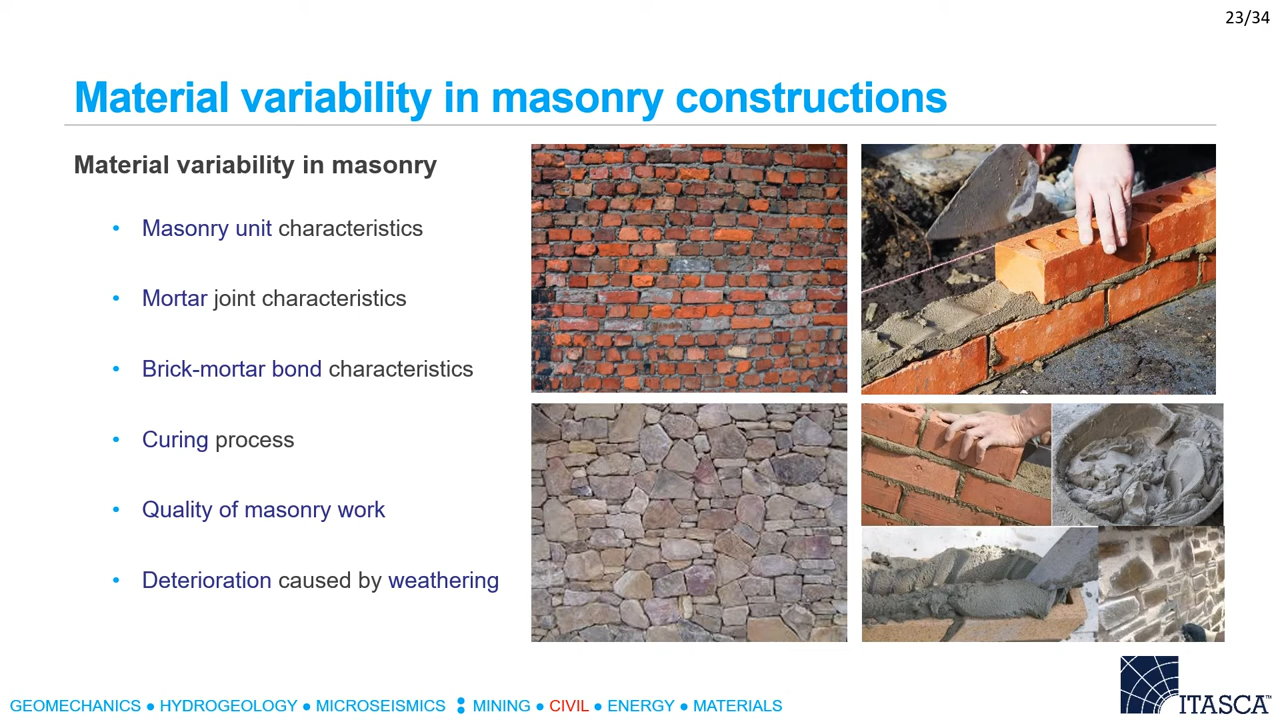 23/34
Material variability in masonry constructions
Material variability in masonry
• Masonry unit characteristics
• Mortar joint characteristics
• Brick-mortar bond characteristics
• Curing process
• Quality of masonry work
• Deterioration caused by weathering
ITASCA™
GEOMECHANICS ● HYDROGEOLOGY ● MICROSEISMICS : MINING ● CIVIL ● ENERGY ● MATERIALS